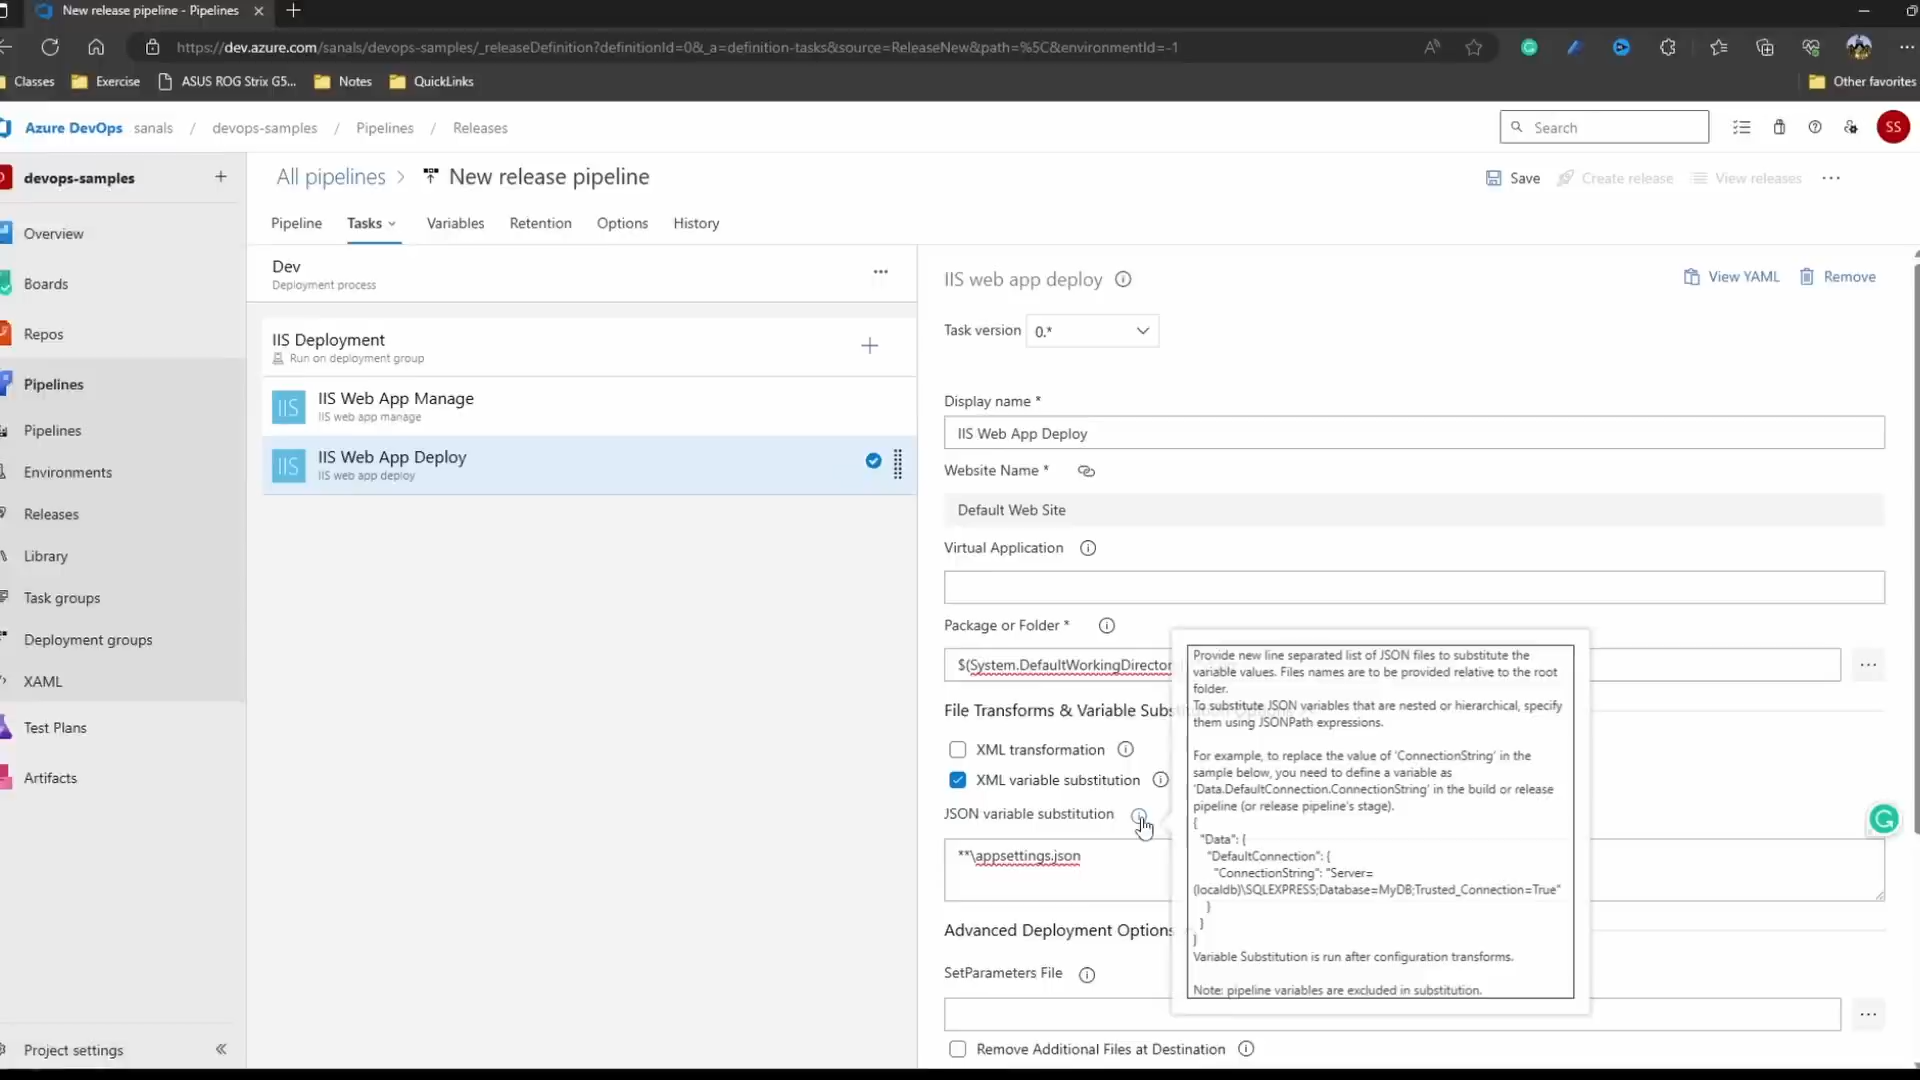 New release pipeline - Pipelines
https://dev.azure.com/sanals/devops-samples/_releaseDefinition?definitionId=0&_a=definition-tasks&source=ReleaseNew&path=%5C&environmentId=-1
Classes
Exercise
ASUS ROG Strix G5...
Notes
QuickLinks
Other favorites
Azure DevOps
sanals / devops-samples / Pipelines / Releases
Search
SS
devops-samples
All pipelines > New release pipeline
Save
Create release
View releases
Overview
Boards
Repos
Pipelines
Pipelines
Environments
Releases
Library
Task groups
Deployment groups
XAML
Test Plans
Artifacts
Project settings
Pipeline
Tasks
Variables
Retention
Options
History
Dev
Deployment process
IIS Deployment
Run on deployment group
IIS
IIS Web App Manage
IIS web app manage
IIS
IIS Web App Deploy
IIS web app deploy
IIS web app deploy
View YAML
Remove
Task version
0.*
Display name *
IIS Web App Deploy
Website Name *
Default Web Site
Virtual Application
Package or Folder *
$(System.DefaultWorkingDirector
File Transforms & Variable Subs
XML transformation
XML variable substitution
JSON variable substitution
**\appsettings.json
Provide new line separated list of JSON files to substitute the
variable values. Files names are to be provided relative to the root
folder.
To substitute JSON variables that are nested or hierarchical, specify
them using JSONPath expressions.
For example, to replace the value of 'ConnectionString' in the
sample below, you need to define a variable as
'Data.DefaultConnection.ConnectionString' in the build or release
pipeline (or release pipeline's stage).
{
"Data": {
"DefaultConnection": {
"ConnectionString": "Server=
(localdb)\SQLEXPRESS;Database=MyDB;Trusted_Connection=True"
}
}
}
Variable Substitution is run after configuration transforms.
Note: pipeline variables are excluded in substitution.
Advanced Deployment Options
SetParameters File
Remove Additional Files at Destination